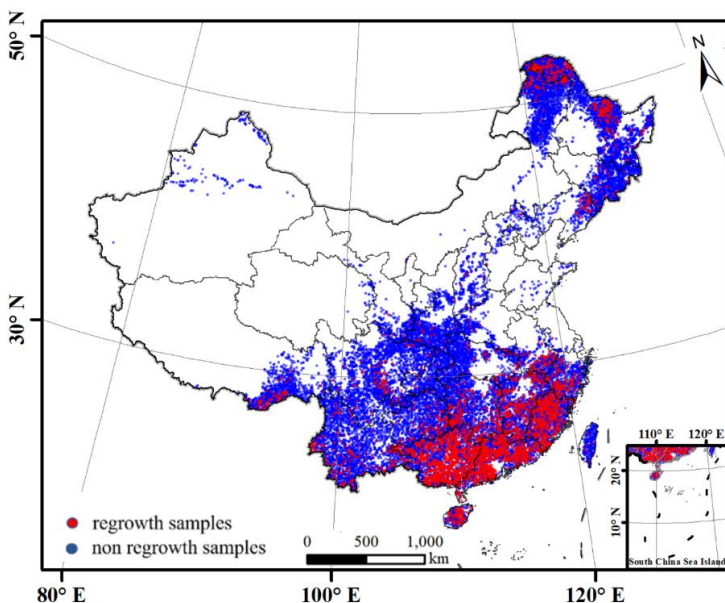 50° N
N
30° N
regrowth samples
non regrowth samples
0 500 1,000
km
110° E 120° E
20° N
10° N
South China Sea Island
80° E 100° E 120° E